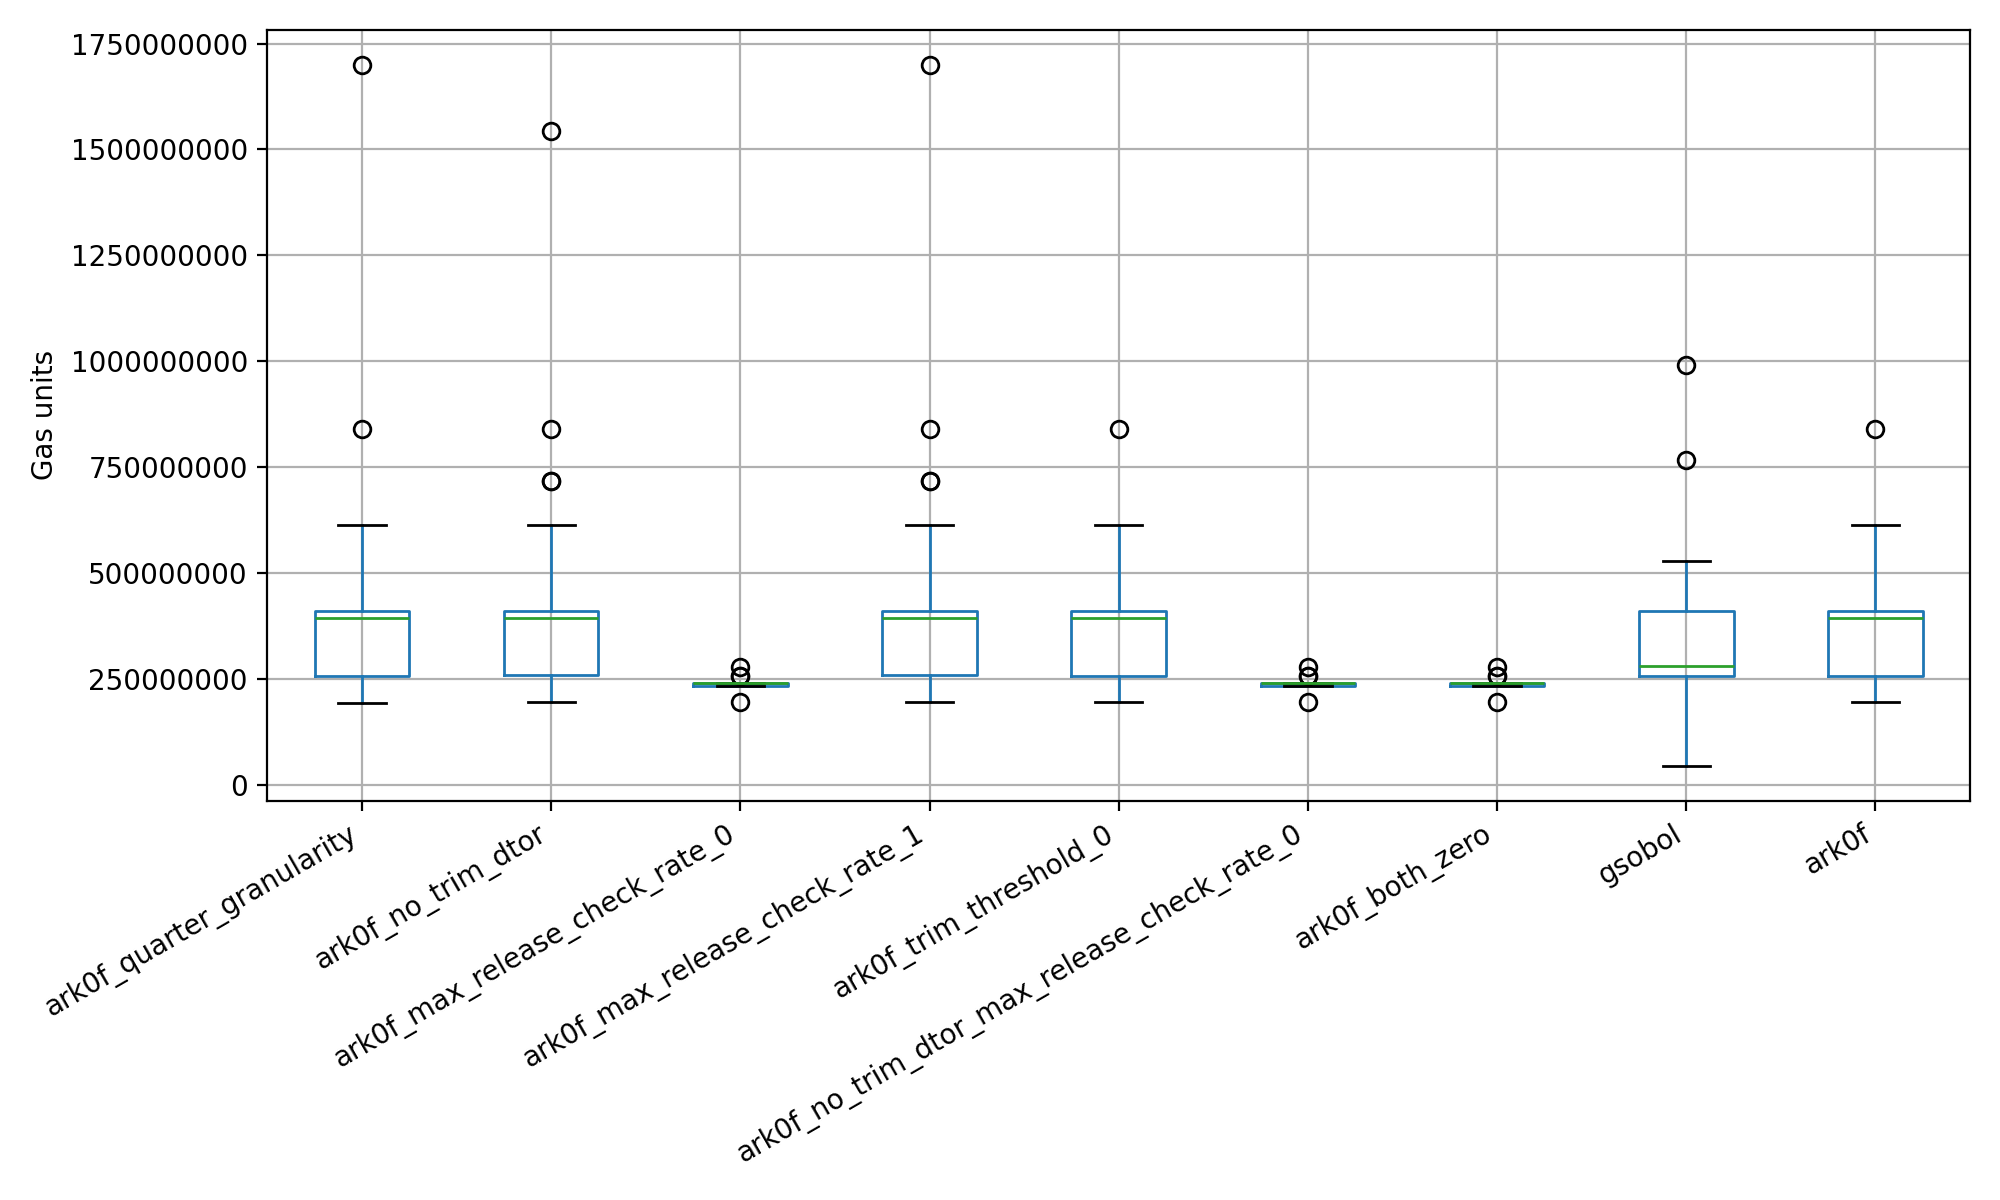 1750000000
1500000000
1250000000
1000000000
750000000
500000000
250000000
0
Gas units
ark0f_quarter_granularity
ark0f_no_trim_dtor
ark0f_max_release_check_rate_0
ark0f_max_release_check_rate_1
ark0f_trim_threshold_0
ark0f_no_trim_dtor_max_release_check_rate_0
ark0f_both_zero
gsobol
ark0f